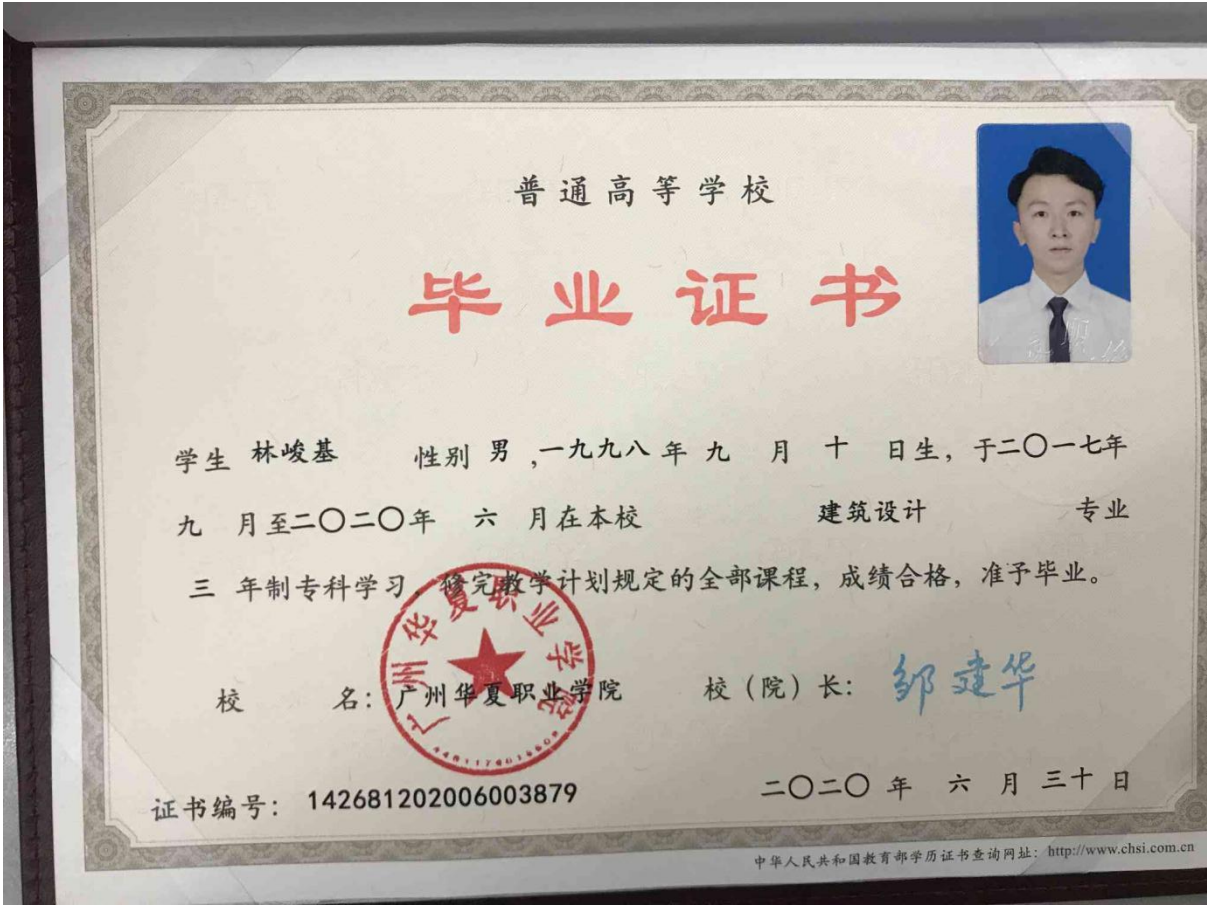 普通高等学校
毕业证书
学生 林峻基 性别 男 ,一九九八 年 九 月 十 日生，于二〇一七年
九 月至二〇二〇年 六 月在本校 建筑设计 专业
三 年制专科学习，修完教学计划规定的全部课程，成绩合格，准予毕业。
广州华夏职业学院
校 名：广州华夏职业学院 校（院）长： 邹建华
证书编号： 142681202006003879 二〇二〇 年 六 月 三十 日
中华人民共和国教育部学历证书查询网址：http://www.chsi.com.cn